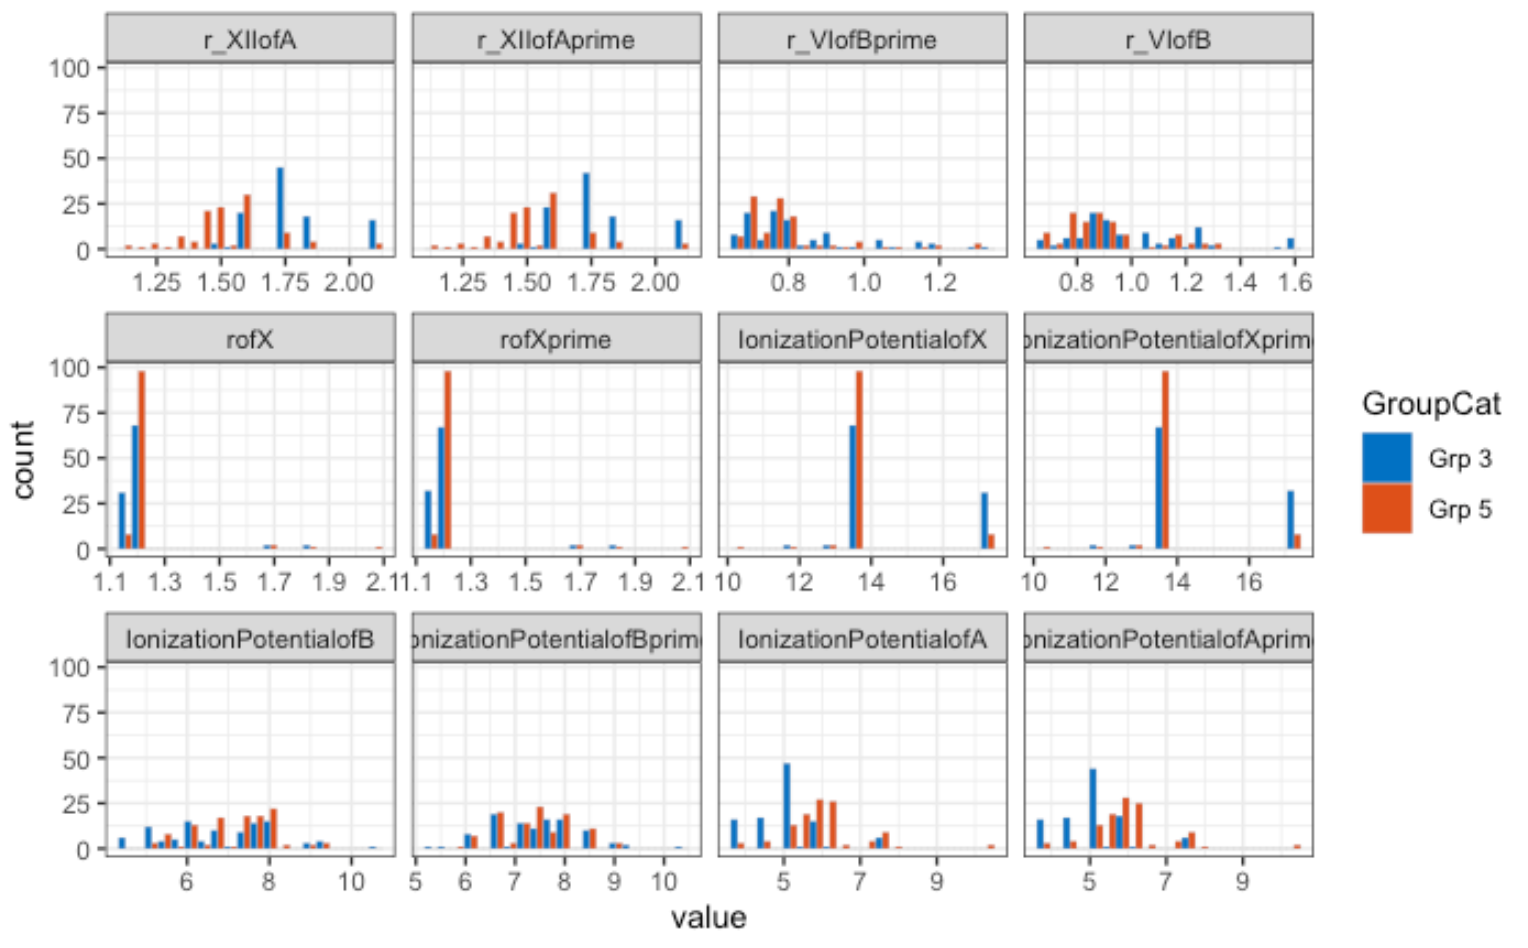 r_XIIofA r_XIIofAprime r_VIofBprime r_VIofB
100
75
50
25
0
1.25 1.50 1.75 2.00 1.25 1.50 1.75 2.00 0.8 1.0 1.2 0.8 1.0 1.2 1.4 1.6
rofX rofXprime IonizationPotentialofX onizationPotentialofXprim
100
75
50
25
0
1.1 1.3 1.5 1.7 1.9 2.1 1.1 1.3 1.5 1.7 1.9 2.1 10 12 14 16 10 12 14 16
IonizationPotentialofB onizationPotentialofBprim IonizationPotentialofA onizationPotentialofAprim
100
75
50
25
0
6 8 10 5 6 7 8 9 10 5 7 9 5 7 9
count
value
GroupCat
Grp 3
Grp 5